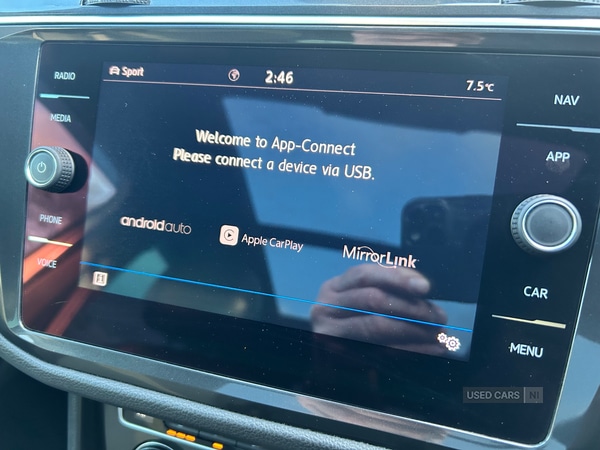 RADIO
MEDIA
PHONE
VOICE
Sport
2:46
7.5°C
Welcome to App-Connect
Please connect a device via USB.
androidauto
Apple CarPlay
MirrorLink
NAV
APP
CAR
MENU
USED CARS NI